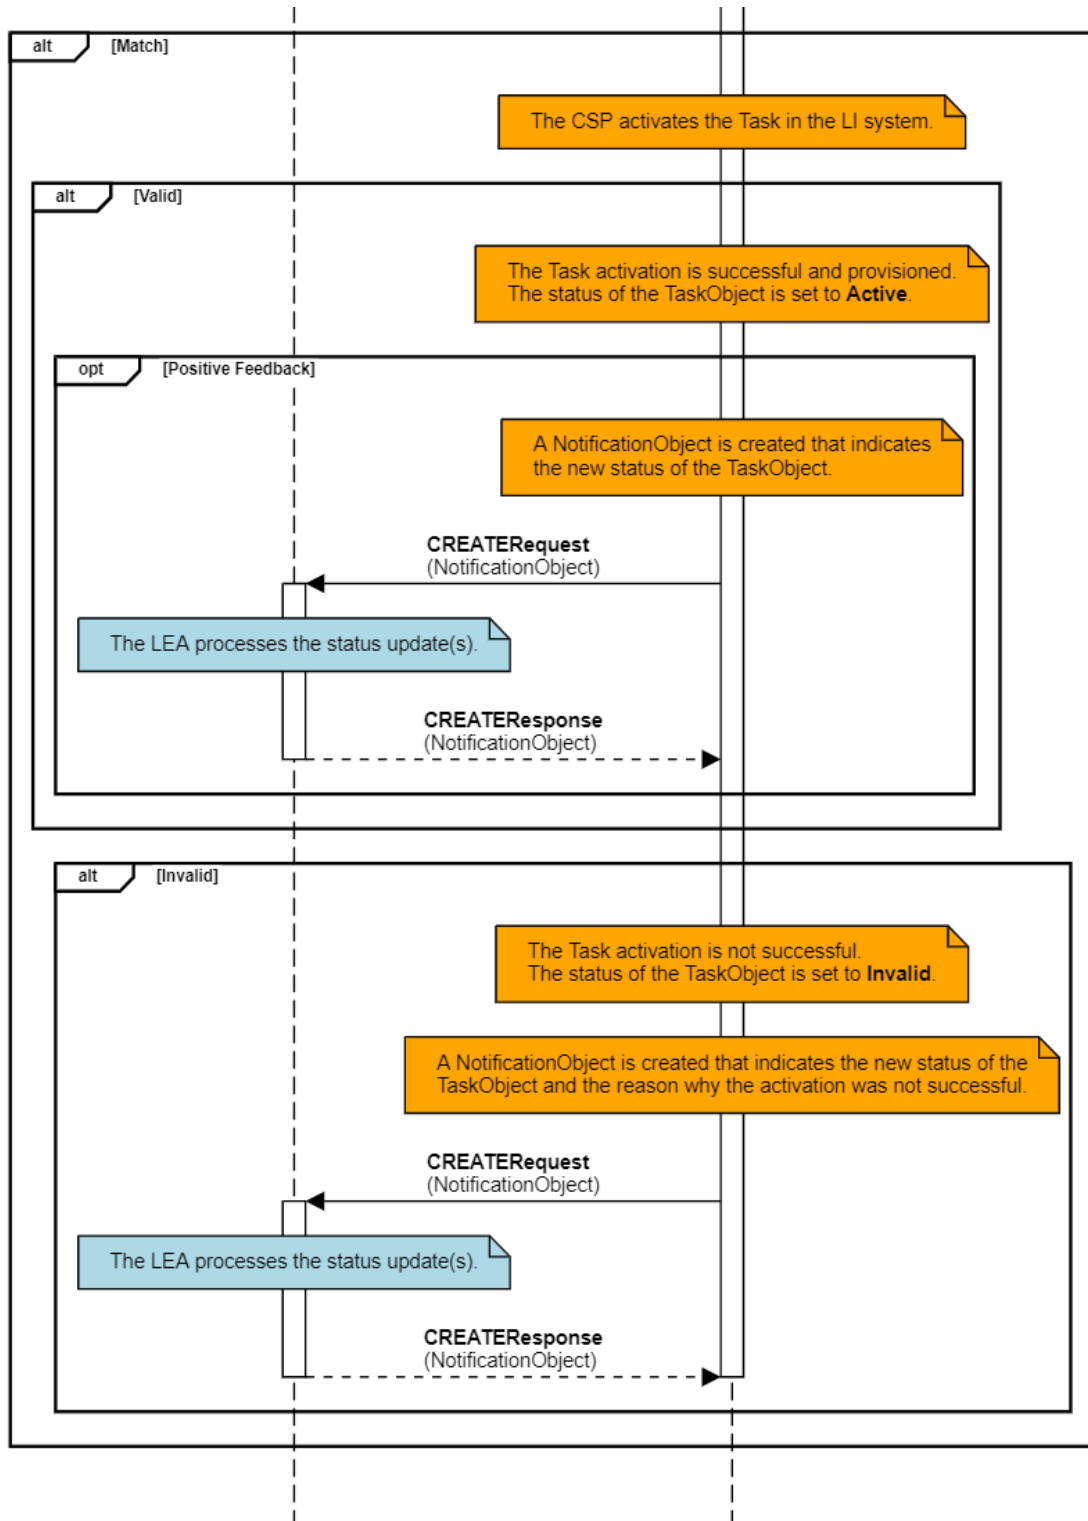 alt [Match]
The CSP activates the Task in the LI system.
alt [Valid]
The Task activation is successful and provisioned.
The status of the TaskObject is set to Active.
opt [Positive Feedback]
A NotificationObject is created that indicates
the new status of the TaskObject.
CREATERequest
(NotificationObject)
The LEA processes the status update(s).
CREATEResponse
(NotificationObject)
alt [Invalid]
The Task activation is not successful.
The status of the TaskObject is set to Invalid.
A NotificationObject is created that indicates the new status of the
TaskObject and the reason why the activation was not successful.
CREATERequest
(NotificationObject)
The LEA processes the status update(s).
CREATEResponse
(NotificationObject)